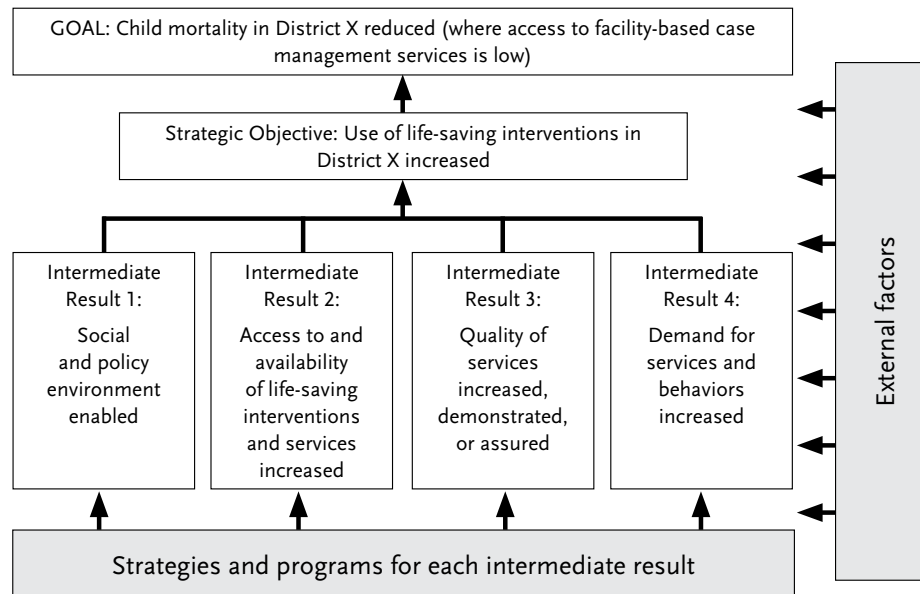 GOAL: Child mortality in District X reduced (where access to facility-based case
management services is low)
Strategic Objective: Use of life-saving interventions in
District X increased
Intermediate
Result 1:
Social
and policy
environment
enabled
Intermediate
Result 2:
Access to and
availability
of life-saving
interventions
and services
increased
Intermediate
Result 3:
Quality of
services
increased,
demonstrated,
or assured
Intermediate
Result 4:
Demand for
services and
behaviors
increased
External factors
Strategies and programs for each intermediate result